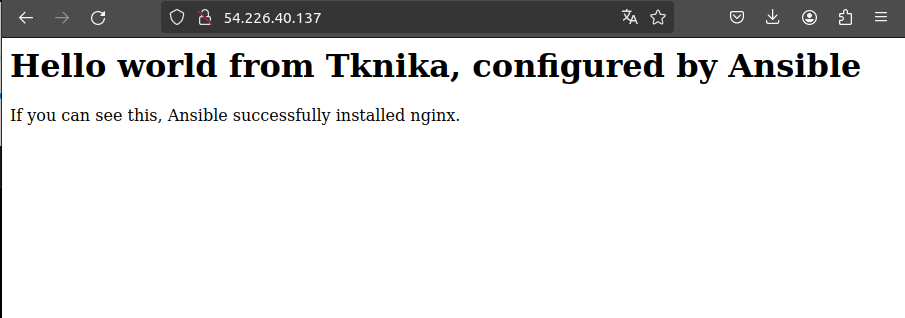 54.226.40.137
Hello world from Tknika, configured by Ansible
If you can see this, Ansible successfully installed nginx.